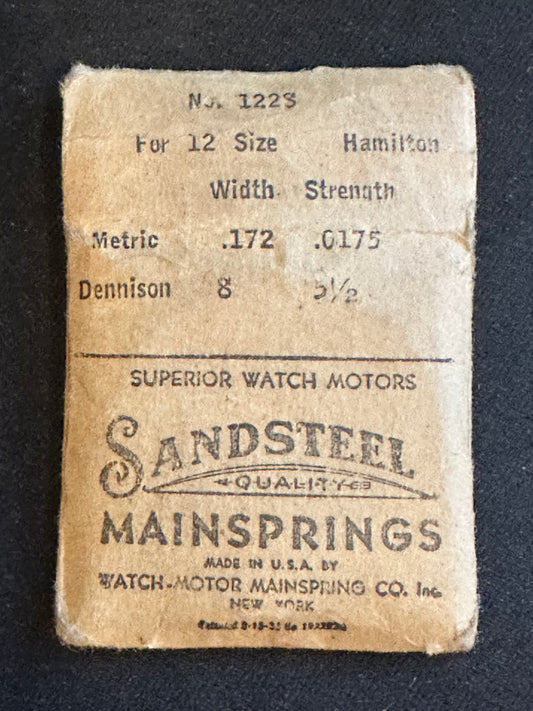 No. 122S
For 12 Size Hamilton
Width Strength
Metric .172 .0175
Dennison 8 5½
SUPERIOR WATCH MOTORS
SANDSTEEL
QUALITY
MAINSPRINGS
MADE IN U.S.A. BY
WATCH-MOTOR MAINSPRING CO. Inc.
NEW YORK